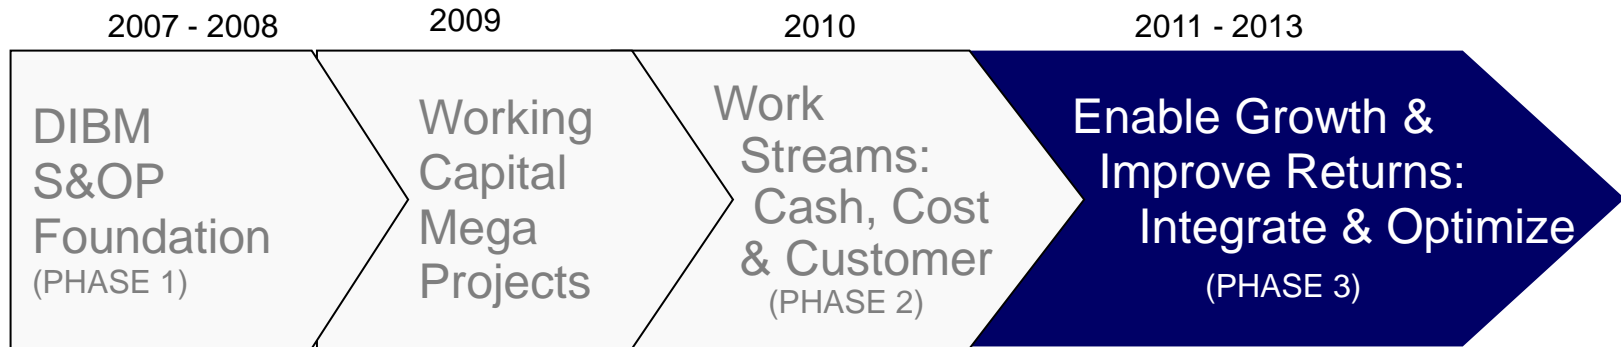 2007 - 2008
2009
2010
2011 - 2013
DIBM
S&OP
Foundation
(PHASE 1)
Working
Capital
Mega
Projects
Work
Streams:
Cash, Cost
& Customer
(PHASE 2)
Enable Growth &
Improve Returns:
Integrate & Optimize
(PHASE 3)